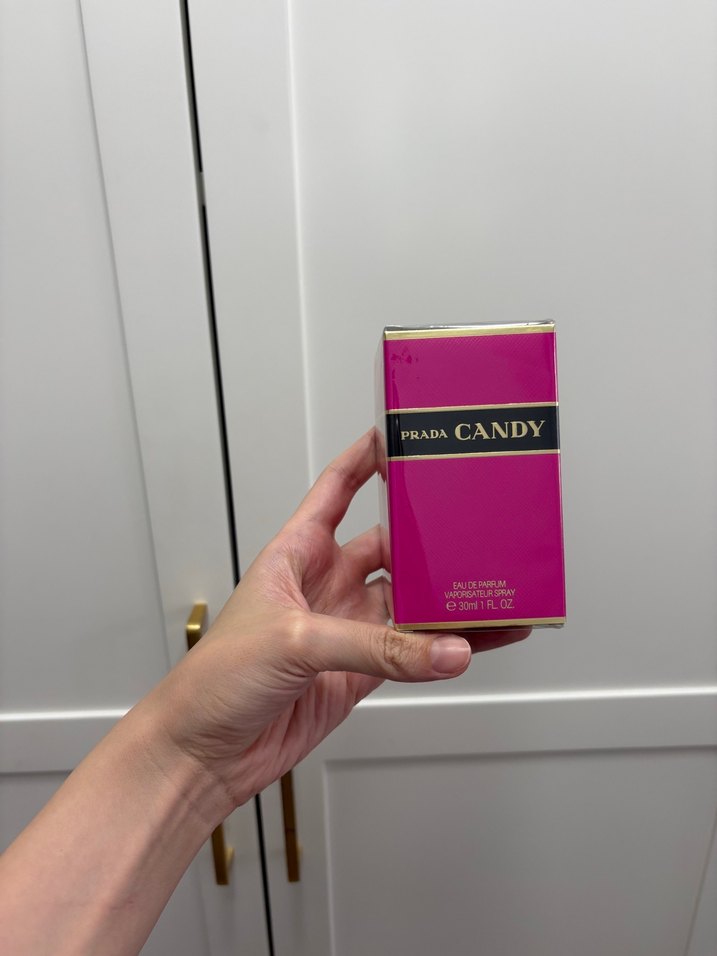 PRADA CANDY
EAU DE PARFUM
VAPORISATEUR SPRAY
℮ 30ml 1 FL. OZ.